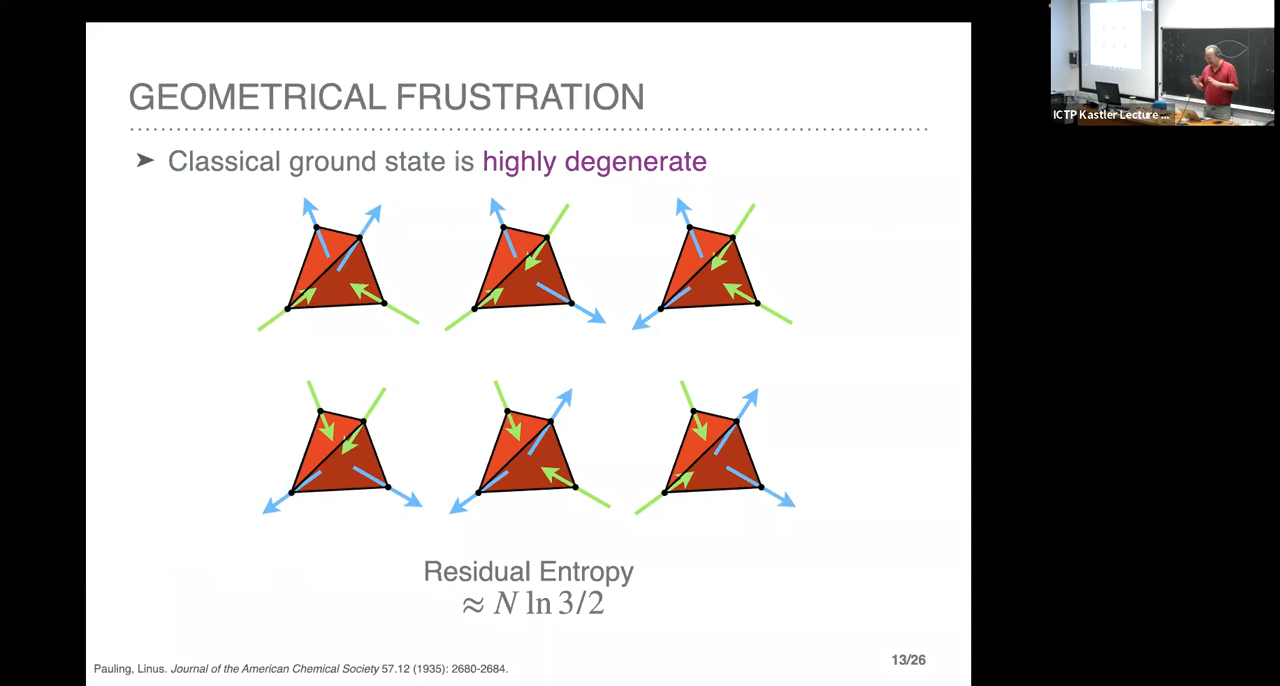 GEOMETRICAL FRUSTRATION
➤ Classical ground state is highly degenerate
Residual Entropy
≈ N ln 3/2
Pauling, Linus. Journal of the American Chemical Society 57.12 (1935): 2680-2684.
13/26
ICTP Kastler Lecture ...